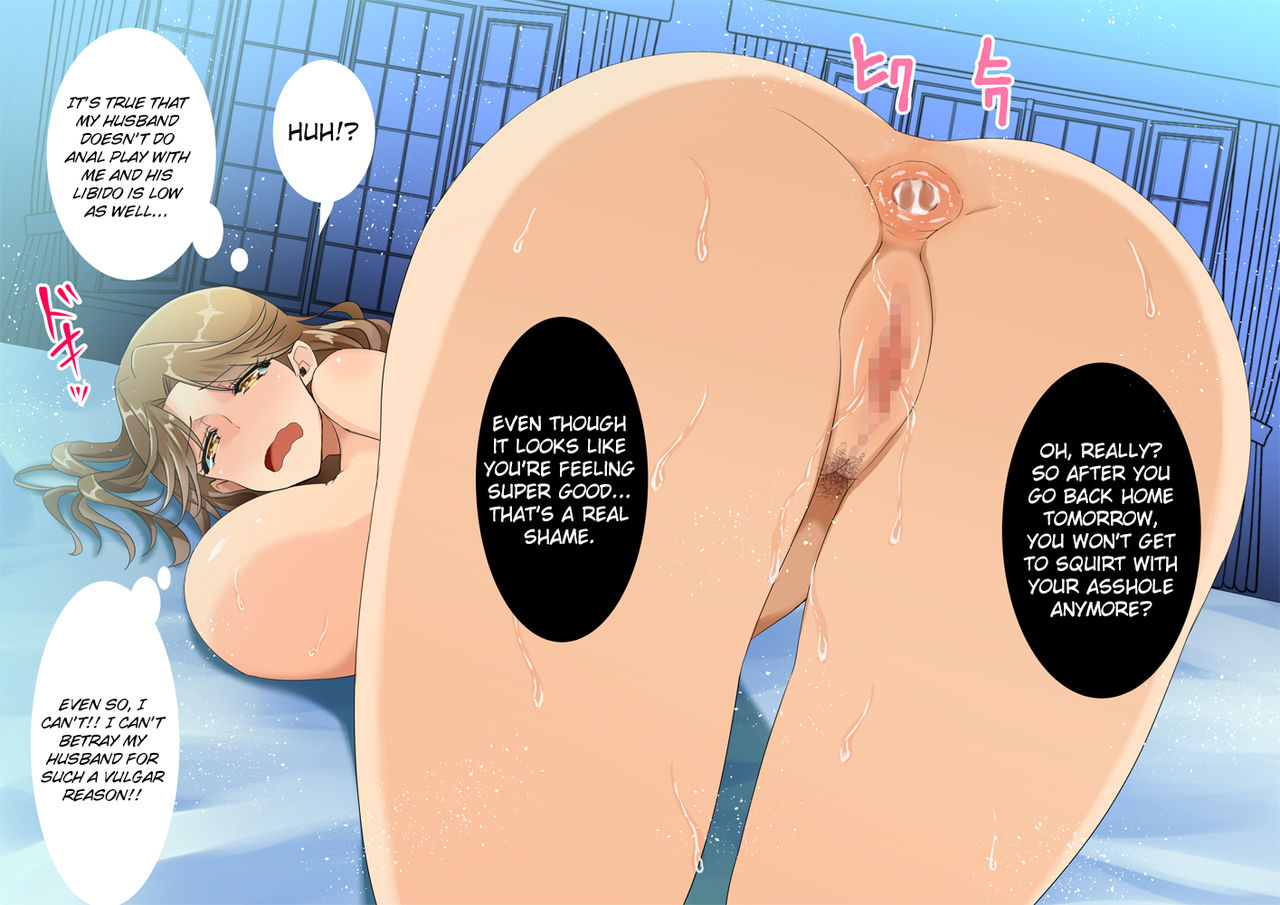 IT'S TRUE THAT
MY HUSBAND
DOESN'T DO
ANAL PLAY WITH
ME AND HIS
LIBIDO IS LOW
AS WELL...
HUH!?
ヒク
ヒク
ドキッ
EVEN THOUGH
IT LOOKS LIKE
YOU'RE FEELING
SUPER GOOD...
THAT'S A REAL
SHAME.
OH, REALLY?
SO AFTER YOU
GO BACK HOME
TOMORROW,
YOU WON'T GET
TO SQUIRT WITH
YOUR ASSHOLE
ANYMORE?
EVEN SO, I
CAN'T!! I CAN'T
BETRAY MY
HUSBAND FOR
SUCH A VULGAR
REASON!!